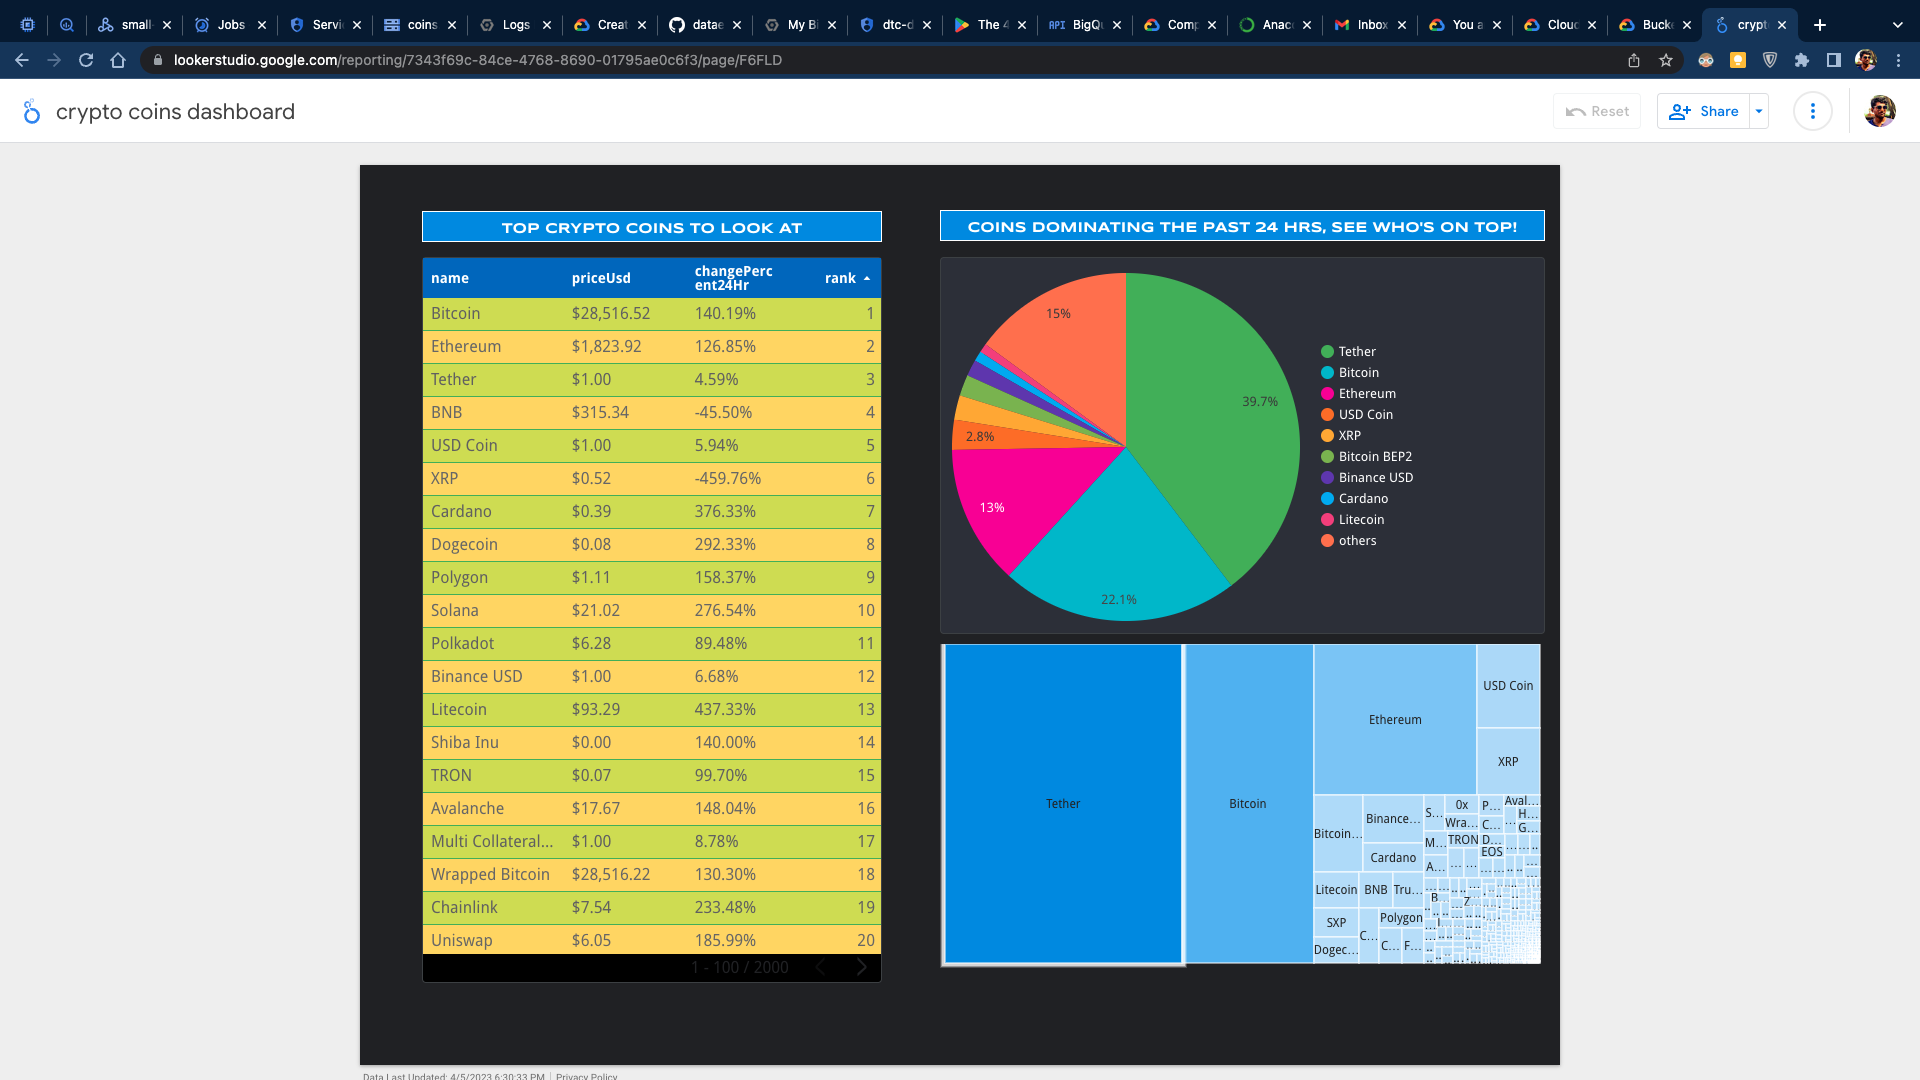 small
Jobs
Servi
coins
Logs
Creat
datae
My Bi
dtc-d
The 4
API BigQu
Comp
Anac
Inbox
You a
Cloud
Bucke
crypt
lookerstudio.google.com/reporting/7343f69c-84ce-4768-8690-01795ae0c6f3/page/F6FLD
crypto coins dashboard
Reset
Share
TOP CRYPTO COINS TO LOOK AT
name priceUsd changePerc rank
ent24Hr
Bitcoin $28,516.52 140.19% 1
Ethereum $1,823.92 126.85% 2
Tether $1.00 4.59% 3
BNB $315.34 -45.50% 4
USD Coin $1.00 5.94% 5
XRP $0.52 -459.76% 6
Cardano $0.39 376.33% 7
Dogecoin $0.08 292.33% 8
Polygon $1.11 158.37% 9
Solana $21.02 276.54% 10
Polkadot $6.28 89.48% 11
Binance USD $1.00 6.68% 12
Litecoin $93.29 437.33% 13
Shiba Inu $0.00 140.00% 14
TRON $0.07 99.70% 15
Avalanche $17.67 148.04% 16
Multi Collateral... $1.00 8.78% 17
Wrapped Bitcoin $28,516.22 130.30% 18
Chainlink $7.54 233.48% 19
Uniswap $6.05 185.99% 20
1 - 100 / 2000
COINS DOMINATING THE PAST 24 HRS, SEE WHO'S ON TOP!
15%
39.7%
2.8%
13%
22.1%
Tether
Bitcoin
Ethereum
USD Coin
XRP
Bitcoin BEP2
Binance USD
Cardano
Litecoin
others
Tether
Bitcoin
Ethereum
USD Coin
XRP
Bitcoin...
Binance...
Cardano
Litecoin
BNB
Tru...
SXP
Polygon
Dogec...
C...
C...
F...
S...
0x
Wra...
P...
C...
Aval...
H...
G...
M...
TRON
D...
EOS
A...
Data Last Updated: 4/5/2023 6:30:33 PM
Privacy Policy